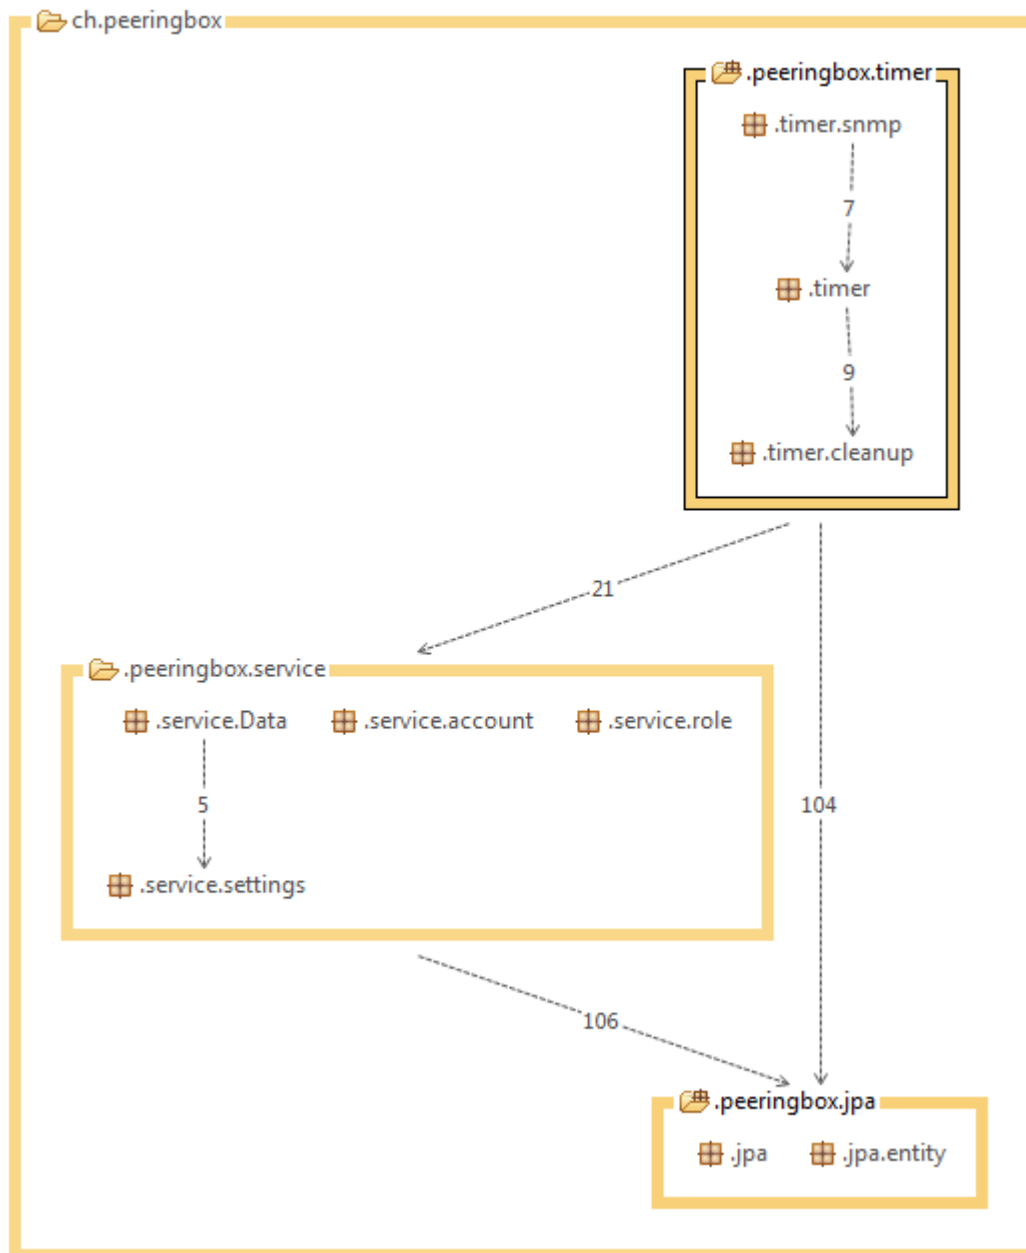 ch.peeringbox
.peeringbox.timer
.timer.snmp
7
.timer
9
.timer.cleanup
21
.peeringbox.service
.service.Data .service.account .service.role
5
104
.service.settings
106
.peeringbox.jpa
.jpa .jpa.entity